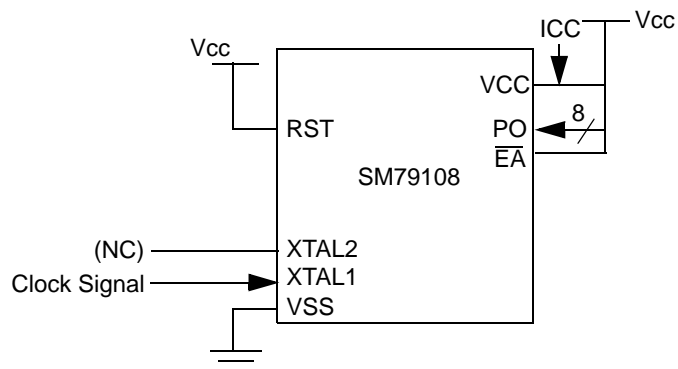 ICC
Vcc
Vcc
VCC
8
RST
PO
EA
SM79108
(NC)
XTAL2
Clock Signal
XTAL1
VSS